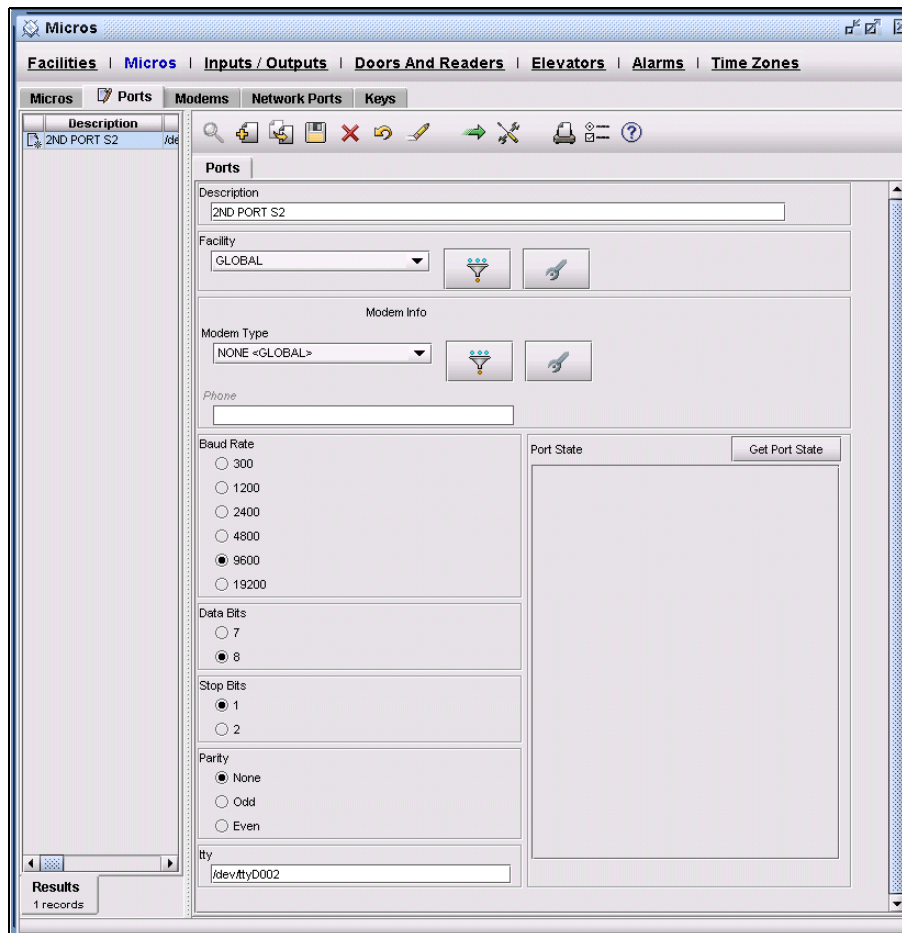 Micros
Facilities | Micros | Inputs / Outputs | Doors And Readers | Elevators | Alarms | Time Zones
Micros Ports Modems Network Ports Keys
Description
2ND PORT S2 /de
Ports
Description
2ND PORT S2
Facility
GLOBAL
Modem Info
Modem Type
NONE <GLOBAL>
Phone
Baud Rate
300
1200
2400
4800
9600
19200
Port State
Get Port State
Data Bits
7
8
Stop Bits
1
2
Parity
None
Odd
Even
tty
/dev/ttyD002
Results
1 records